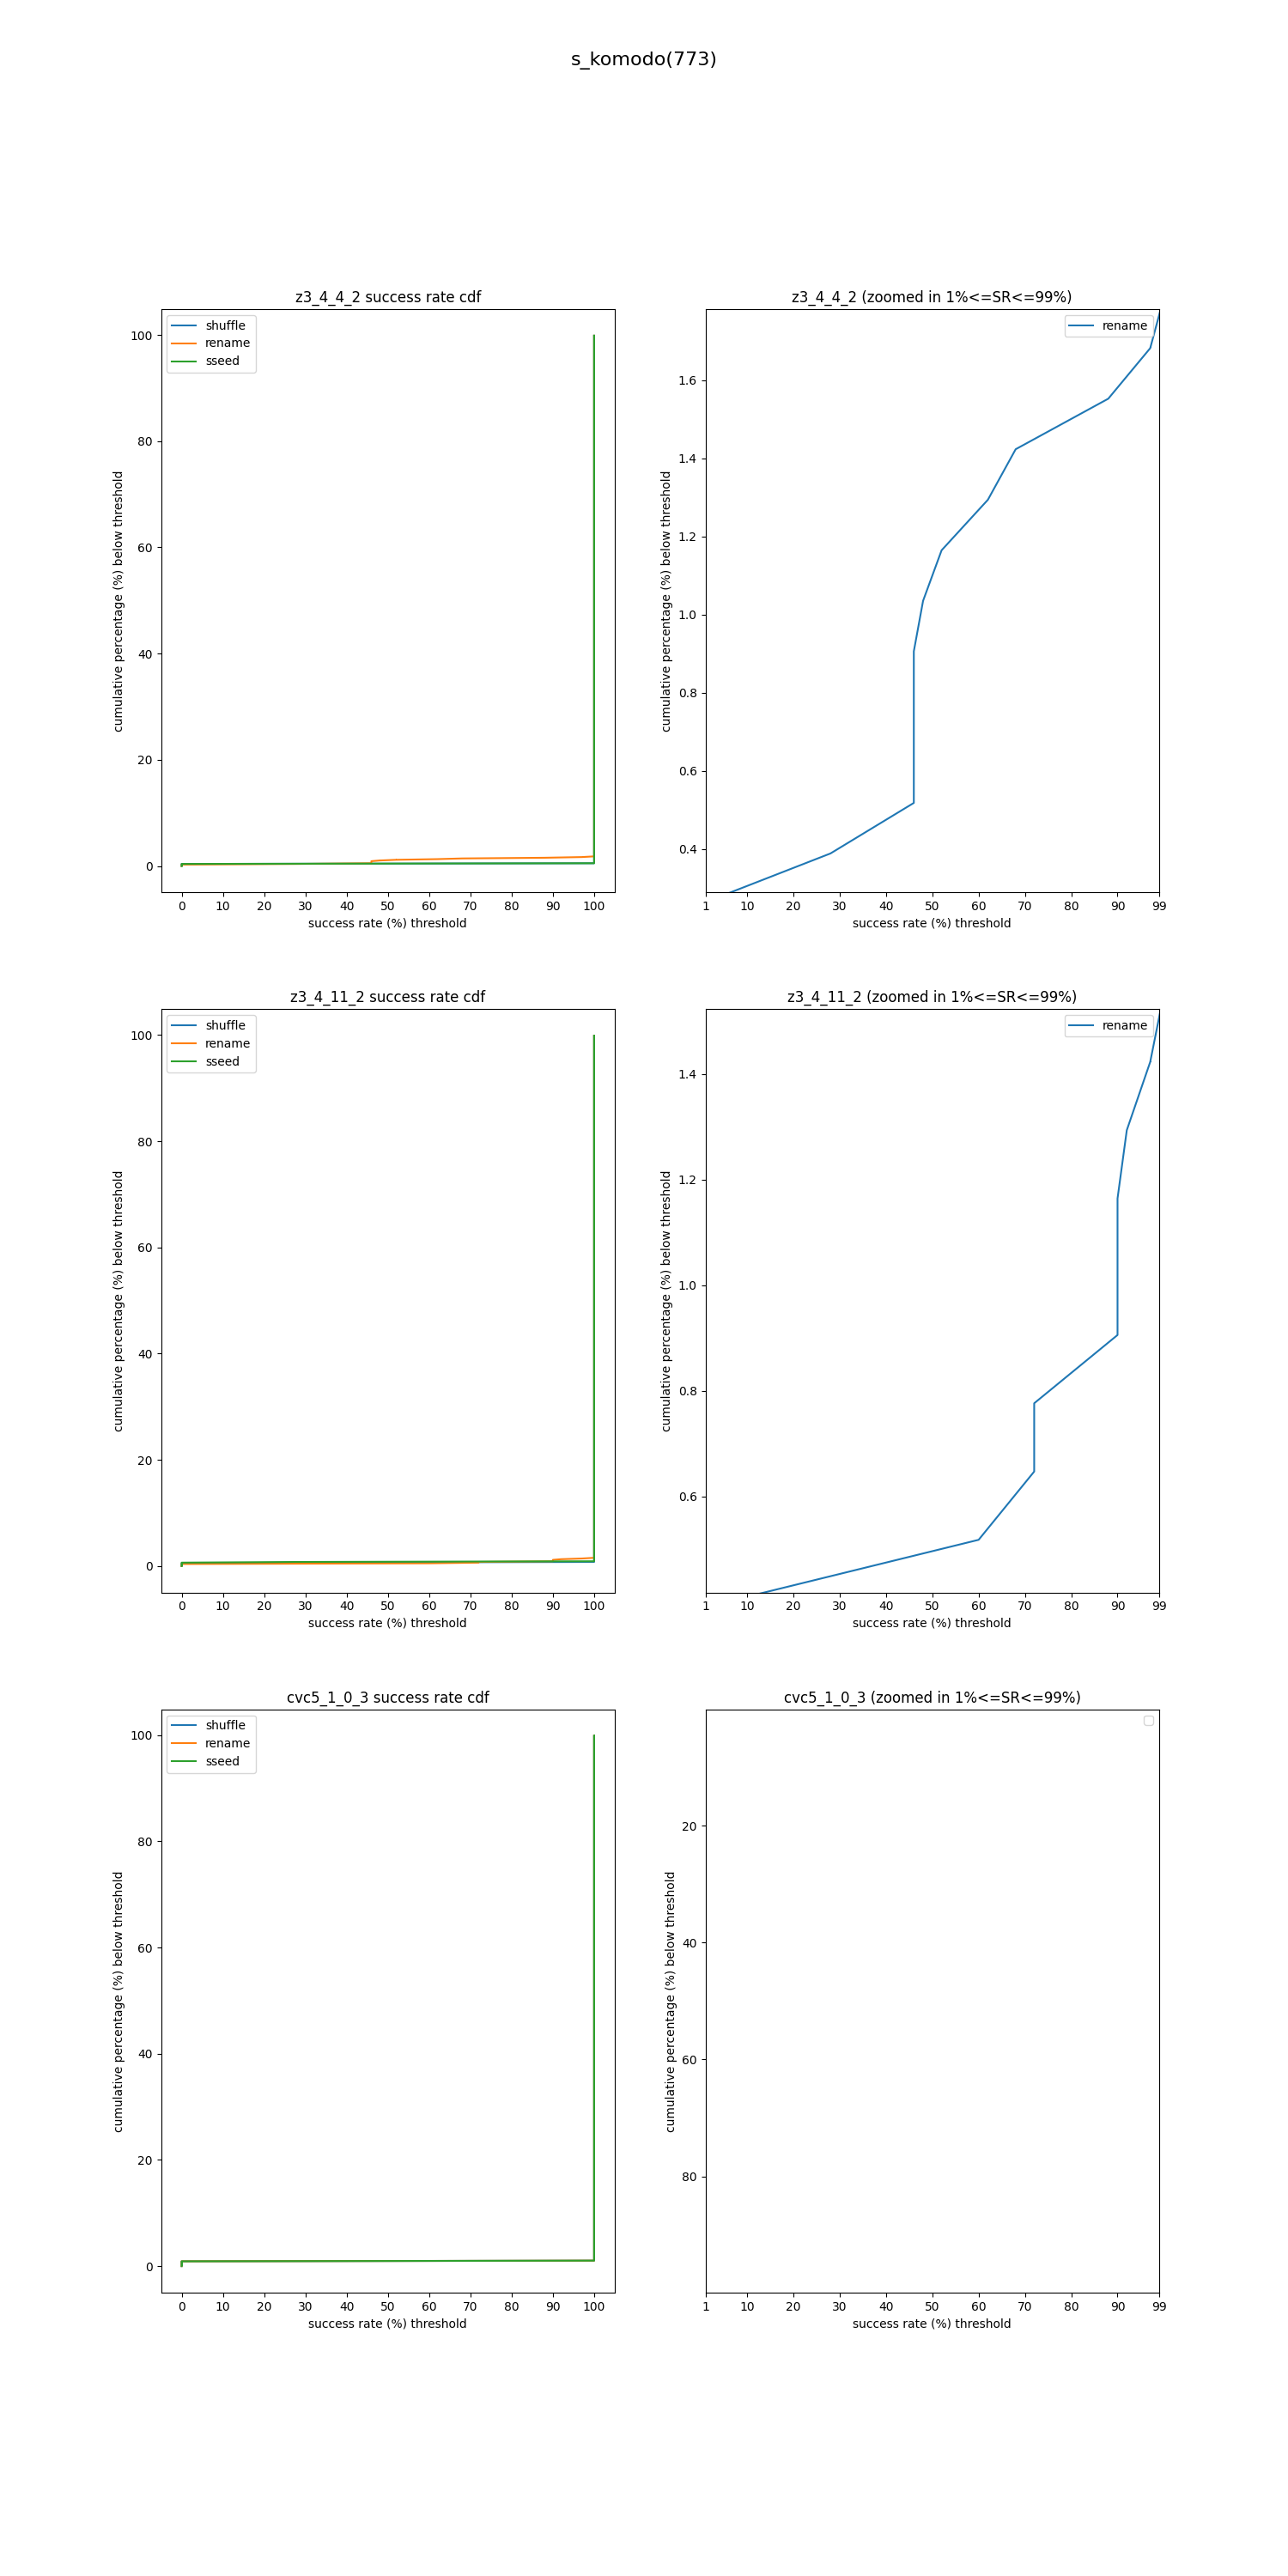 s_komodo(773)
z3_4_4_2 success rate cdf
shuffle
rename
sseed
100
80
60
40
20
0
cumulative percentage (%) below threshold
0 10 20 30 40 50 60 70 80 90 100
success rate (%) threshold
z3_4_4_2 (zoomed in 1%<=SR<=99%)
rename
1.6
1.4
1.2
1.0
0.8
0.6
0.4
cumulative percentage (%) below threshold
1 10 20 30 40 50 60 70 80 90 99
success rate (%) threshold
z3_4_11_2 success rate cdf
shuffle
rename
sseed
100
80
60
40
20
0
cumulative percentage (%) below threshold
0 10 20 30 40 50 60 70 80 90 100
success rate (%) threshold
z3_4_11_2 (zoomed in 1%<=SR<=99%)
rename
1.4
1.2
1.0
0.8
0.6
cumulative percentage (%) below threshold
1 10 20 30 40 50 60 70 80 90 99
success rate (%) threshold
cvc5_1_0_3 success rate cdf
shuffle
rename
sseed
100
80
60
40
20
0
cumulative percentage (%) below threshold
0 10 20 30 40 50 60 70 80 90 100
success rate (%) threshold
cvc5_1_0_3 (zoomed in 1%<=SR<=99%)
20
40
60
80
cumulative percentage (%) below threshold
1 10 20 30 40 50 60 70 80 90 99
success rate (%) threshold